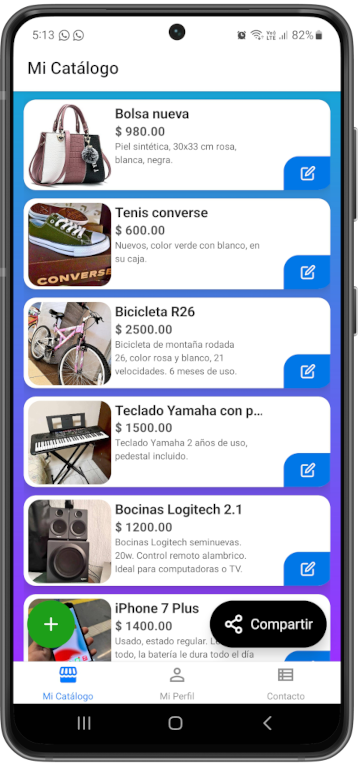 5:13
82%
Mi Catálogo
Bolsa nueva
$ 980.00
Piel sintética, 30x33 cm rosa,
blanca, negra.
Tenis converse
$ 600.00
Nuevos, color verde con blanco, en
su caja.
CONVERSE
Bicicleta R26
$ 2500.00
Bicicleta de montaña rodada
26, color rosa y blanco, 21
velocidades. 6 meses de uso.
Teclado Yamaha con p...
$ 1500.00
Teclado Yamaha 2 años de uso,
pedestal incluido.
Bocinas Logitech 2.1
$ 1200.00
Bocinas Logitech seminuevas.
20w. Control remoto alambrico.
Ideal para computadoras o TV.
iPhone 7 Plus
$ 1400.00
Usado, estado regular.
todo, la batería le dura todo el día
Compartir
Mi Catálogo
Mi Perfil
Contacto